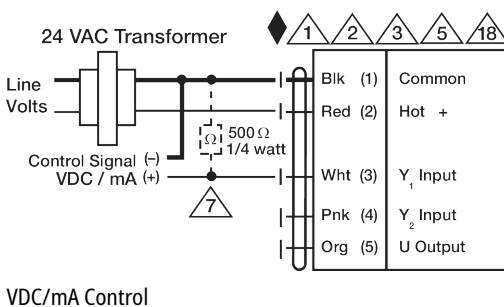 24 VAC Transformer
1 2 3 5 18
Line
Volts
Blk (1) Common
Red (2) Hot +
Ω 500 Ω
1/4 watt
Control Signal (–)
VDC / mA (+)
7
Wht (3) Y1 Input
Pnk (4) Y2 Input
Org (5) U Output
VDC/mA Control